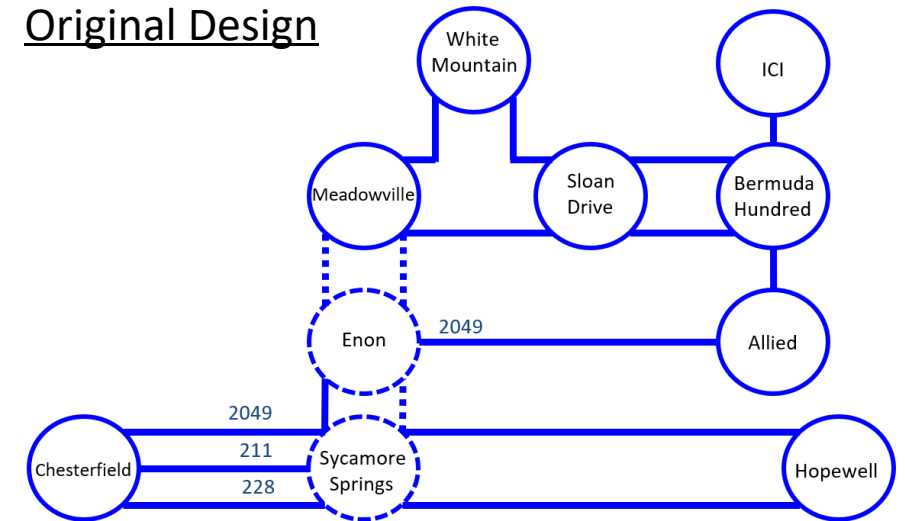 Original Design
White
Mountain
ICI
Meadowville
Sloan
Drive
Bermuda
Hundred
2049
Enon
Allied
2049
211
228
Chesterfield
Sycamore
Springs
Hopewell